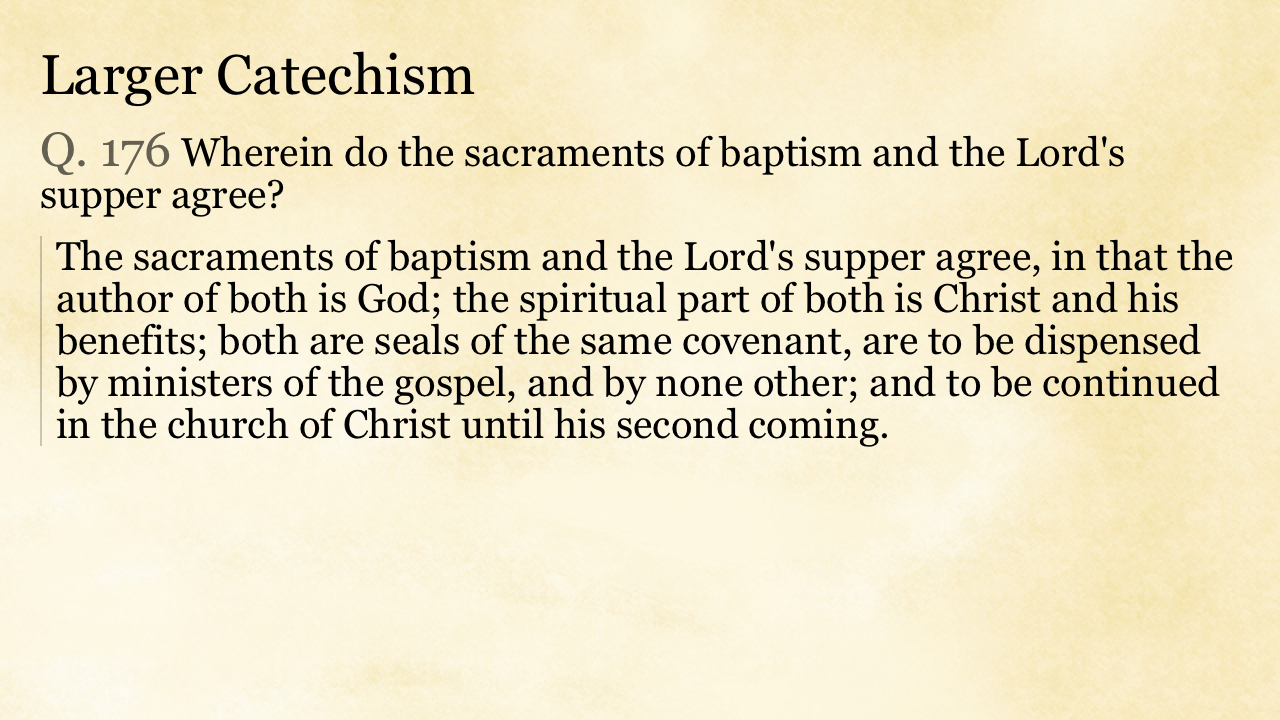 Larger Catechism
Q. 176 Wherein do the sacraments of baptism and the Lord's
supper agree?
The sacraments of baptism and the Lord's supper agree, in that the
author of both is God; the spiritual part of both is Christ and his
benefits; both are seals of the same covenant, are to be dispensed
by ministers of the gospel, and by none other; and to be continued
in the church of Christ until his second coming.